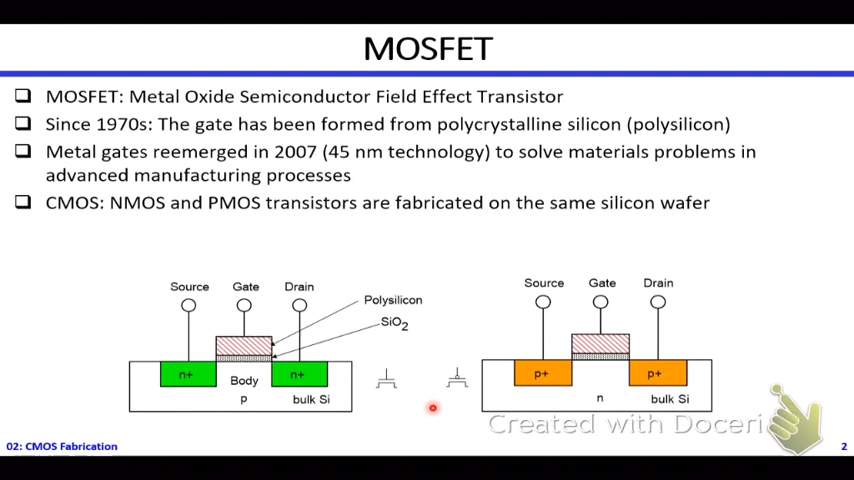 MOSFET
❑ MOSFET: Metal Oxide Semiconductor Field Effect Transistor
❑ Since 1970s: The gate has been formed from polycrystalline silicon (polysilicon)
❑ Metal gates reemerged in 2007 (45 nm technology) to solve materials problems in
advanced manufacturing processes
❑ CMOS: NMOS and PMOS transistors are fabricated on the same silicon wafer
Source Gate Drain
Polysilicon
SiO2
n+ n+
Body
p bulk Si
Source Gate Drain
p+ p+
n bulk Si
Created with Doceri
02: CMOS Fabrication 2